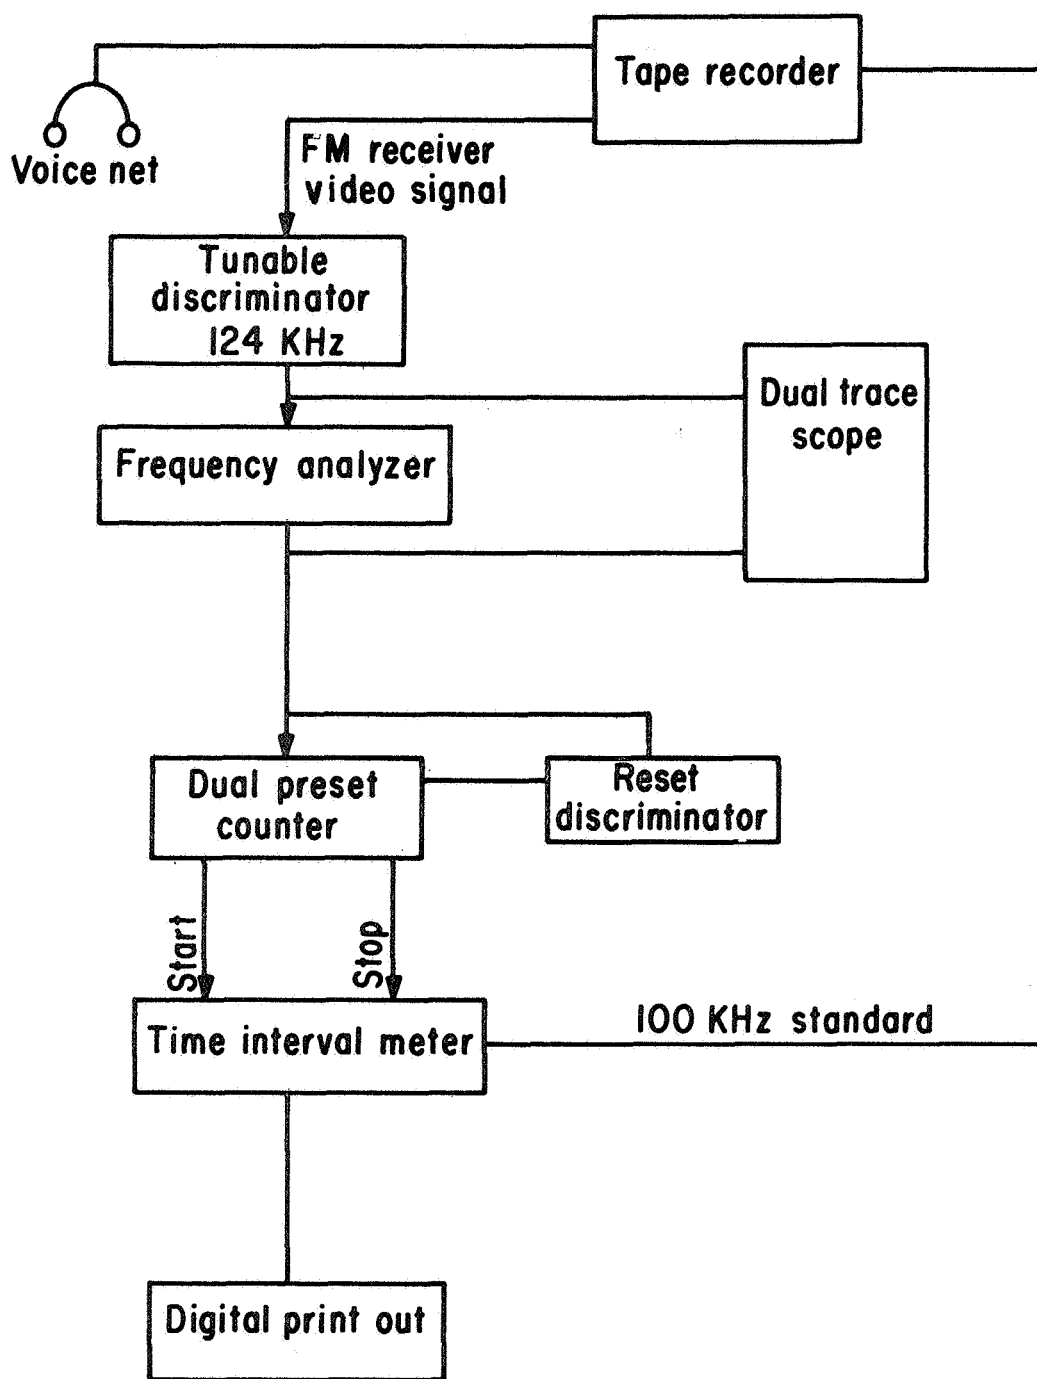 Tape recorder
Voice net
FM receiver
video signal
Tunable
discriminator
124 KHz
Dual trace
scope
Frequency analyzer
Dual preset
counter
Reset
discriminator
Start
Stop
Time interval meter
100 KHz standard
Digital print out